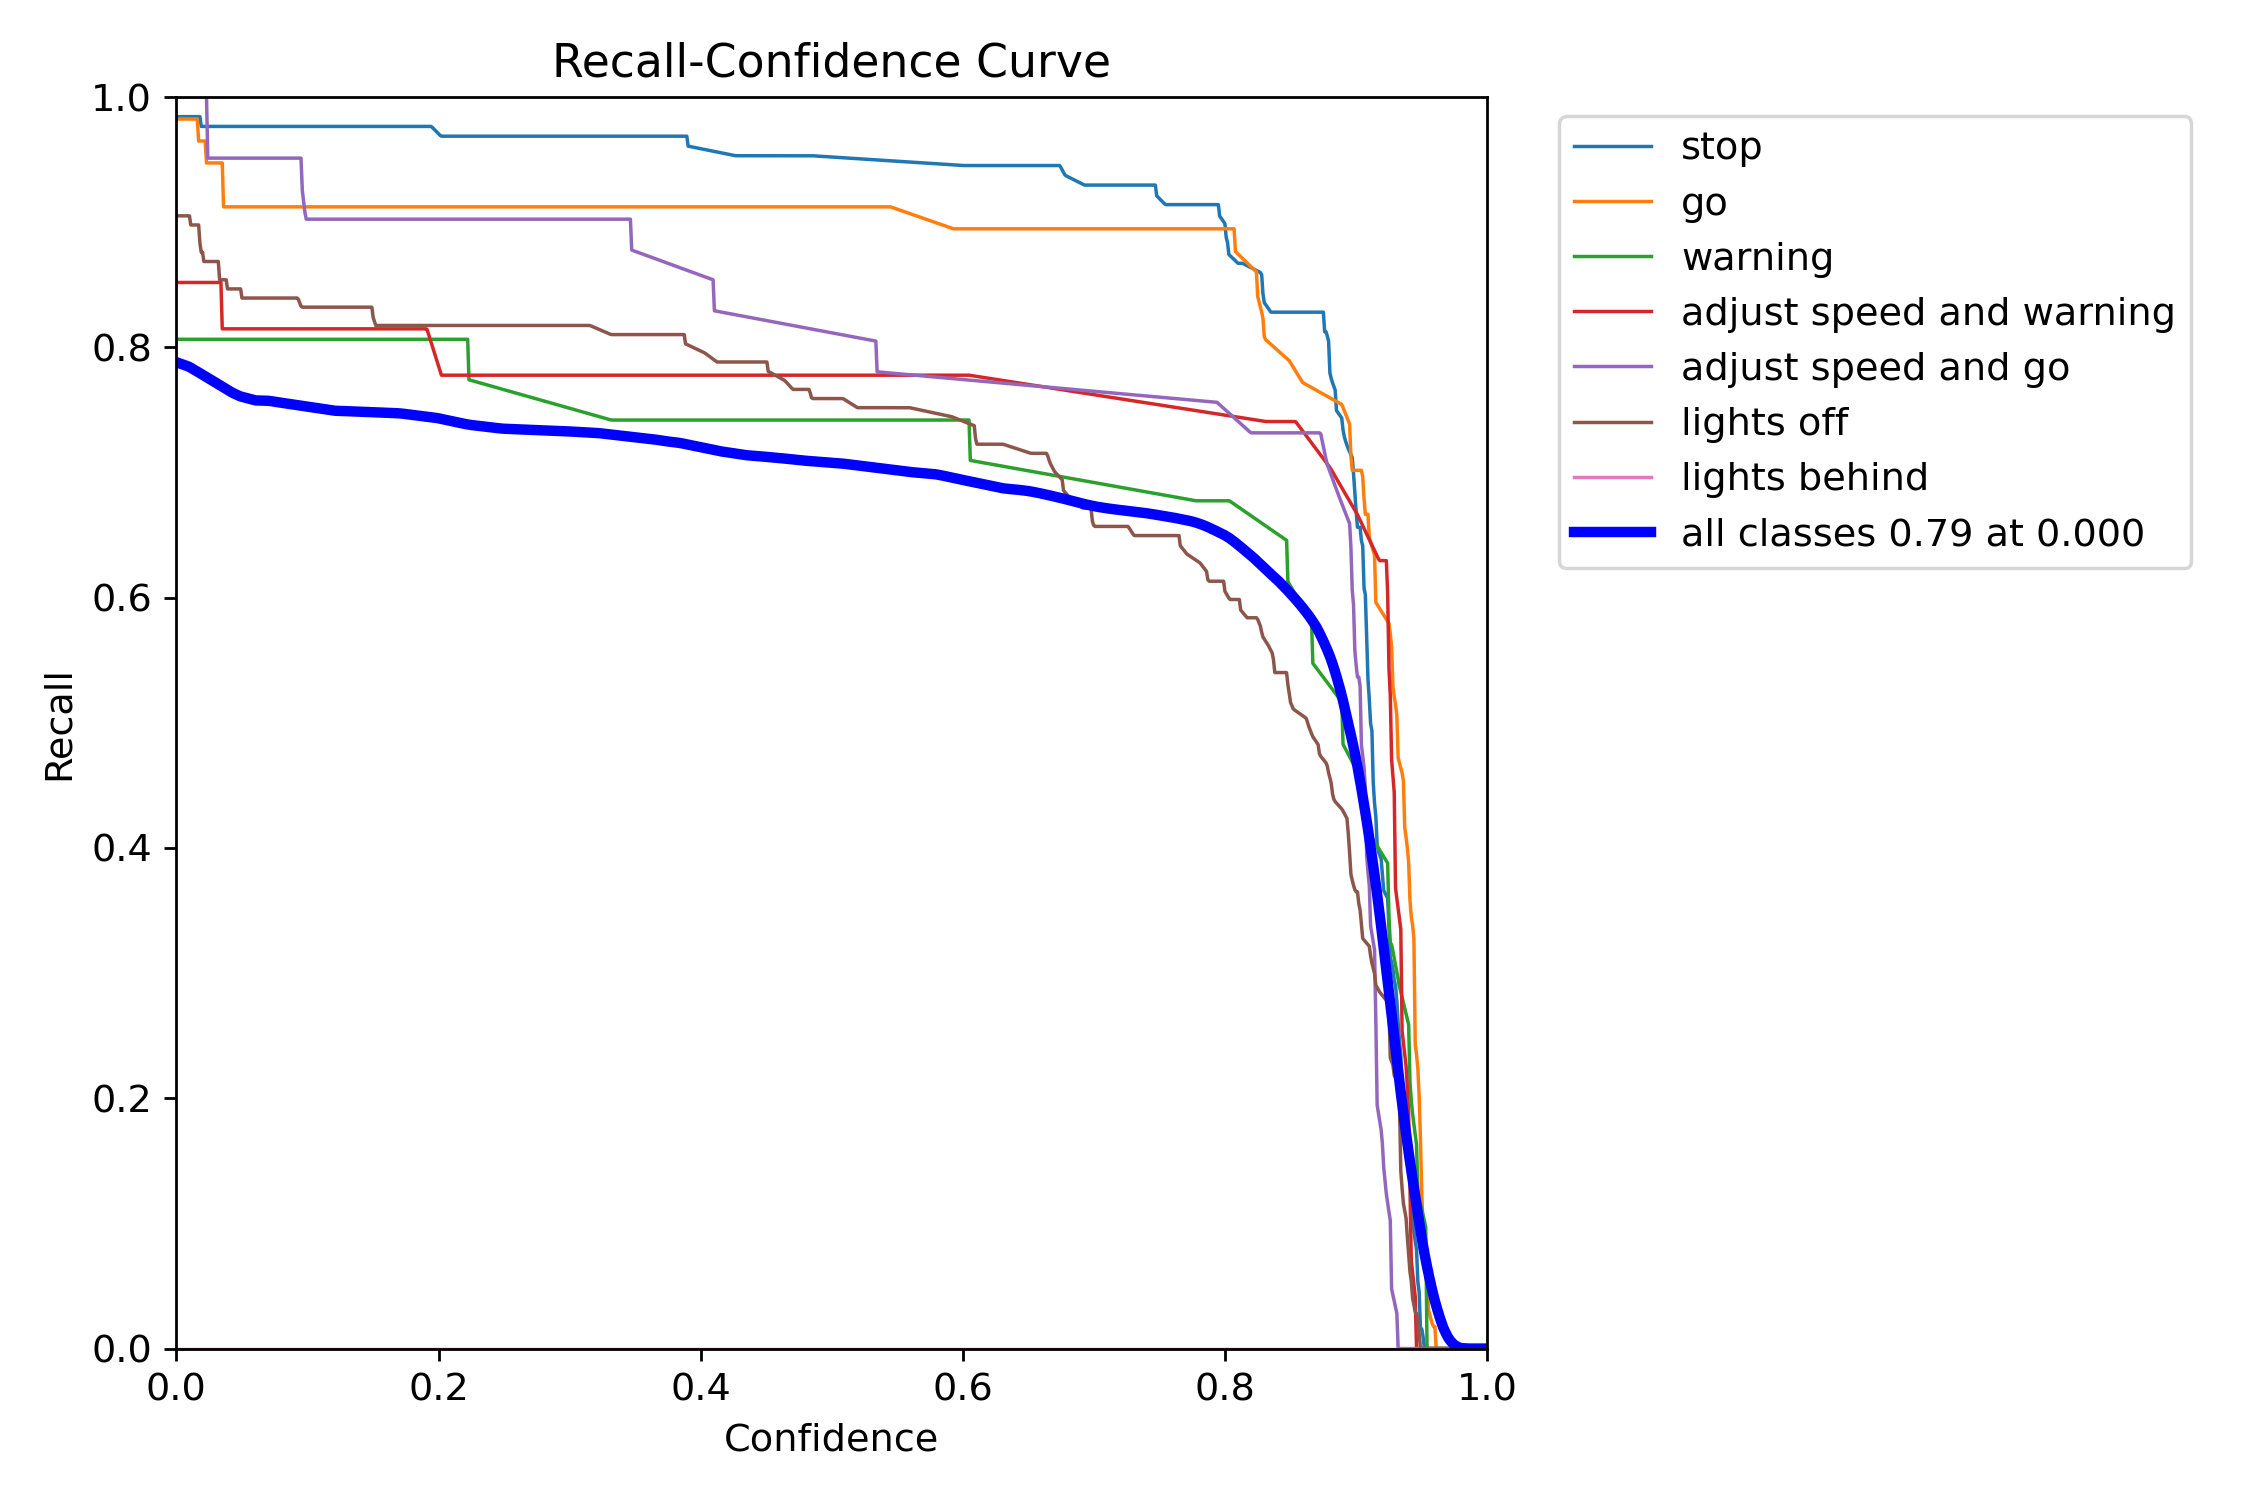 Recall-Confidence Curve
1.0
0.8
0.6
0.4
0.2
0.0
Recall
0.0 0.2 0.4 0.6 0.8 1.0
Confidence
stop
go
warning
adjust speed and warning
adjust speed and go
lights off
lights behind
all classes 0.79 at 0.000